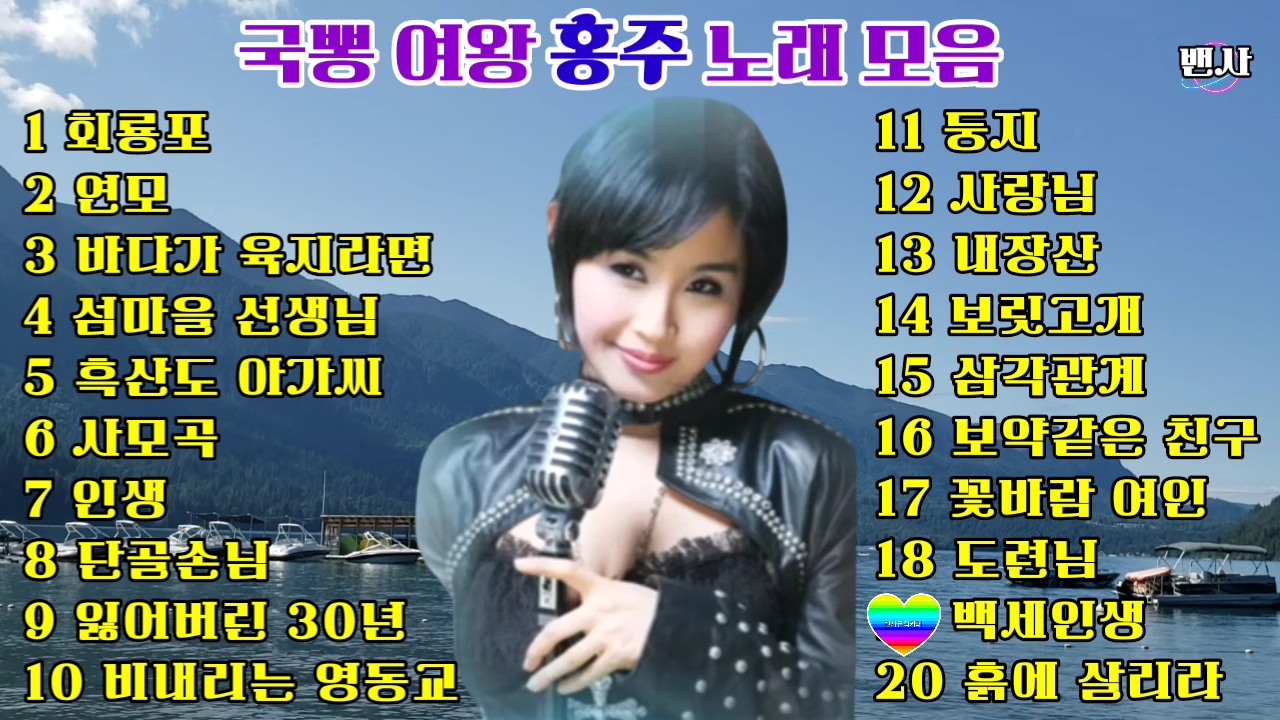 국뽕 여왕 홍주 노래 모음
밴.사
1 회룡포
2 연모
3 바다가 육지라면
4 섬마을 선생님
5 흑산도 아가씨
6 사모곡
7 인생
8 단골손님
9 잃어버린 30년
10 비내리는 영동교
11 둥지
12 사랑님
13 내장산
14 보릿고개
15 삼각관계
16 보약같은 친구
17 꽃바람 여인
18 도련님
백세인생
20 흙에 살리라